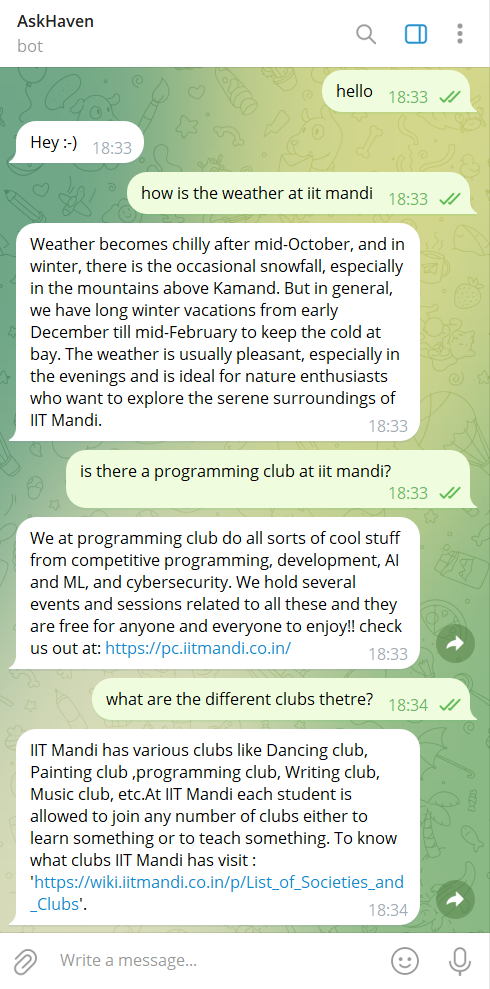 AskHaven
bot
hello 18:33
Hey :-) 18:33
how is the weather at iit mandi 18:33
Weather becomes chilly after mid-October, and in
winter, there is the occasional snowfall, especially
in the mountains above Kamand. But in general,
we have long winter vacations from early
December till mid-February to keep the cold at
bay. The weather is usually pleasant, especially in
the evenings and is ideal for nature enthusiasts
who want to explore the serene surroundings of
IIT Mandi. 18:33
is there a programming club at iit mandi?
18:33
We at programming club do all sorts of cool stuff
from competitive programming, development, AI
and ML, and cybersecurity. We hold several
events and sessions related to all these and they
are free for anyone and everyone to enjoy!! check
us out at: https://pc.iitmandi.co.in/ 18:33
what are the different clubs thetre? 18:34
IIT Mandi has various clubs like Dancing club,
Painting club ,programming club, Writing club,
Music club, etc.At IIT Mandi each student is
allowed to join any number of clubs either to
learn something or to teach something. To know
what clubs IIT Mandi has visit :
'https://wiki.iitmandi.co.in/p/List_of_Societies_and
_Clubs'. 18:34
Write a message...